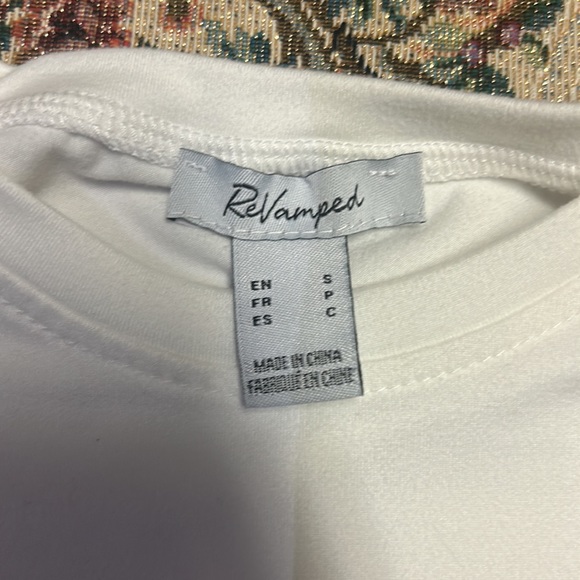 ReVamped
EN S
FR P
ES C
MADE IN CHINA
FABRIQUÉ EN CHINE